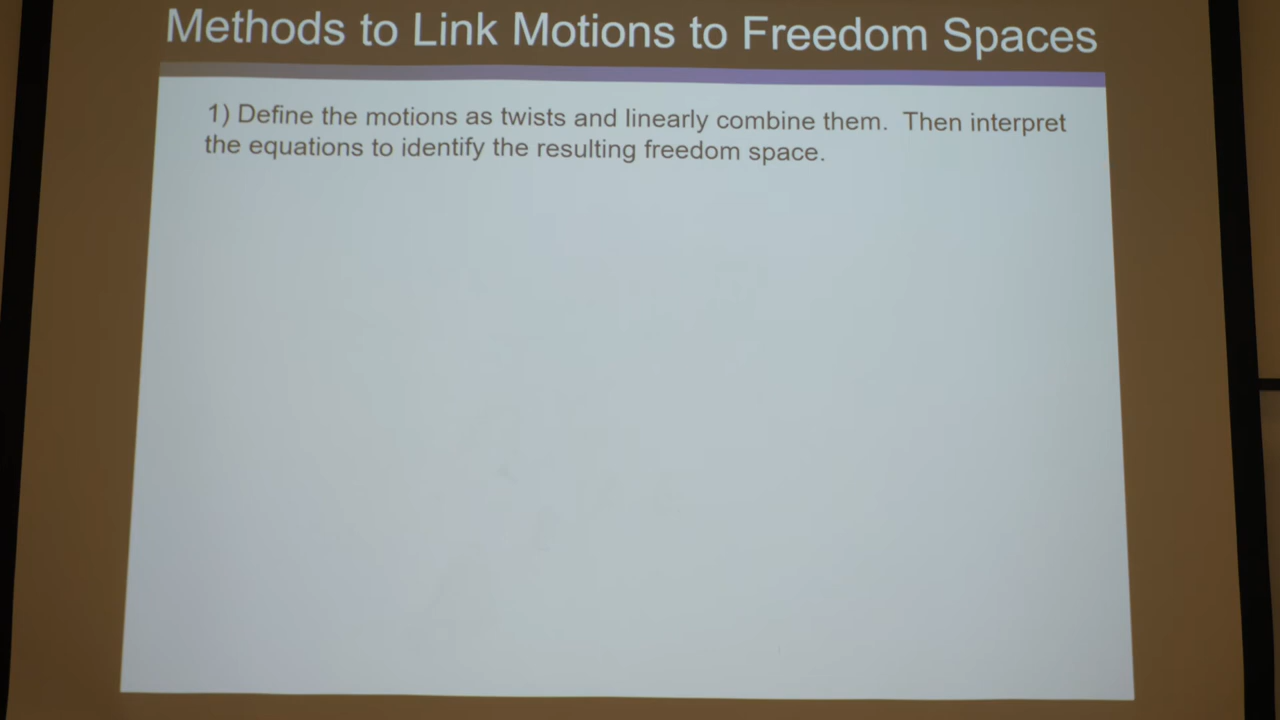 Methods to Link Motions to Freedom Spaces
1) Define the motions as twists and linearly combine them. Then interpret
the equations to identify the resulting freedom space.